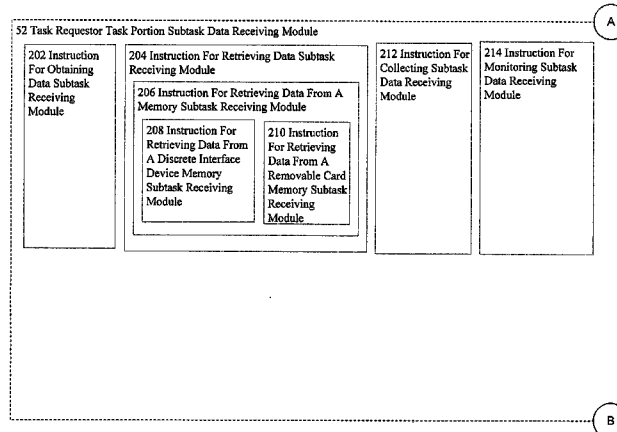 A
52 Task Requestor Task Portion Subtask Data Receiving Module
202 Instruction
For Obtaining
Data Subtask
Receiving
Module
204 Instruction For Retrieving Data Subtask
Receiving Module
206 Instruction For Retrieving Data From A
Memory Subtask Receiving Module
208 Instruction For
Retrieving Data From
A Discrete Interface
Device Memory
Subtask Receiving
Module
210 Instruction
For Retrieving
Data From A
Removable Card
Memory Subtask
Receiving
Module
212 Instruction For
Collecting Subtask
Data Receiving
Module
214 Instruction For
Monitoring Subtask
Data Receiving
Module
B